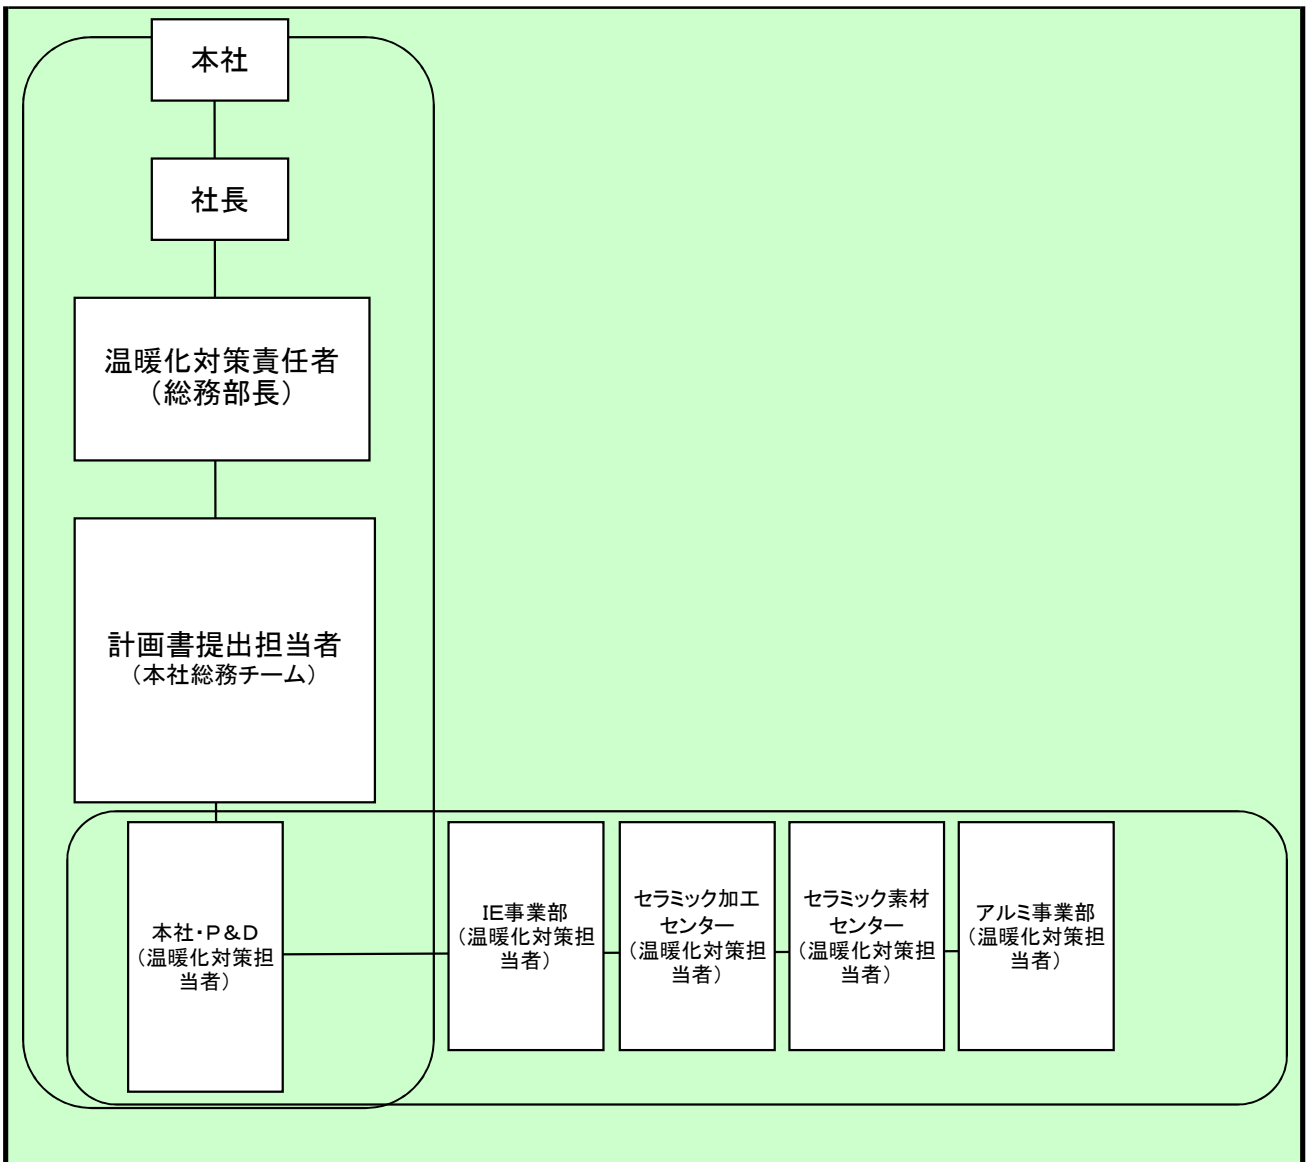 本社
社長
温暖化対策責任者
（総務部長）
計画書提出担当者
（本社総務チーム）
本社・P＆D
（温暖化対策担
当者）
IE事業部
（温暖化対策担
当者）
セラミック加工
センター
（温暖化対策担
当者）
セラミック素材
センター
（温暖化対策担
当者）
アルミ事業部
（温暖化対策担
当者）